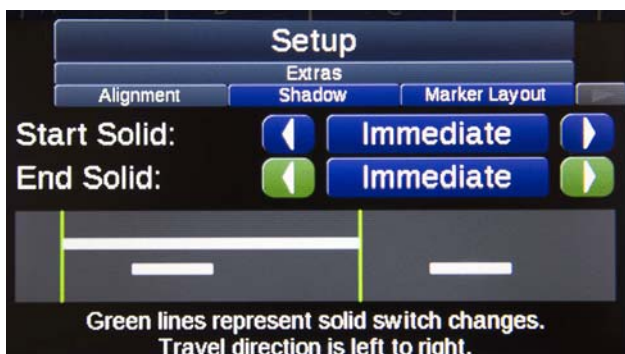 Setup
Extras
Alignment Shadow Marker Layout
Start Solid: Immediate
End Solid: Immediate
Green lines represent solid switch changes.
Travel direction is left to right.